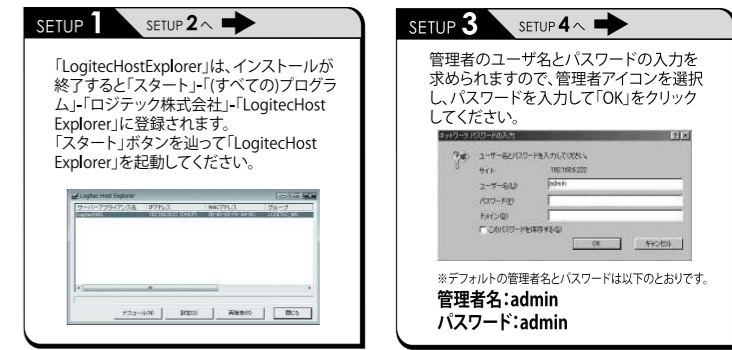 SETUP 1 SETUP 2へ
「LogitecHostExplorer」は、インストールが
終了すると「スタート」-「(すべての)プログラ
ム」-「ロジテック株式会社」-「LogitecHost
Explorer」に登録されます。
「スタート」ボタンを辿って「LogitecHost
Explorer」を起動してください。
Logitec Host Explorer
サーバーアプライアンス名 IPアドレス MACアドレス グループ
閉じる
SETUP 3 SETUP 4へ
管理者のユーザ名とパスワードの入力を
求められますので、管理者アイコンを選択
し、パスワードを入力して「OK」をクリック
してください。
ネットワーク パスワードの入力
ユーザー名とパスワードを入力してください。
サイト: 192.168.6.222
ユーザー名(U) admin
パスワード(P)
ドメイン(D)
このパスワードを保存する(S)
OK キャンセル
※デフォルトの管理者名とパスワードは以下のとおりです。
管理者名：admin
パスワード：admin